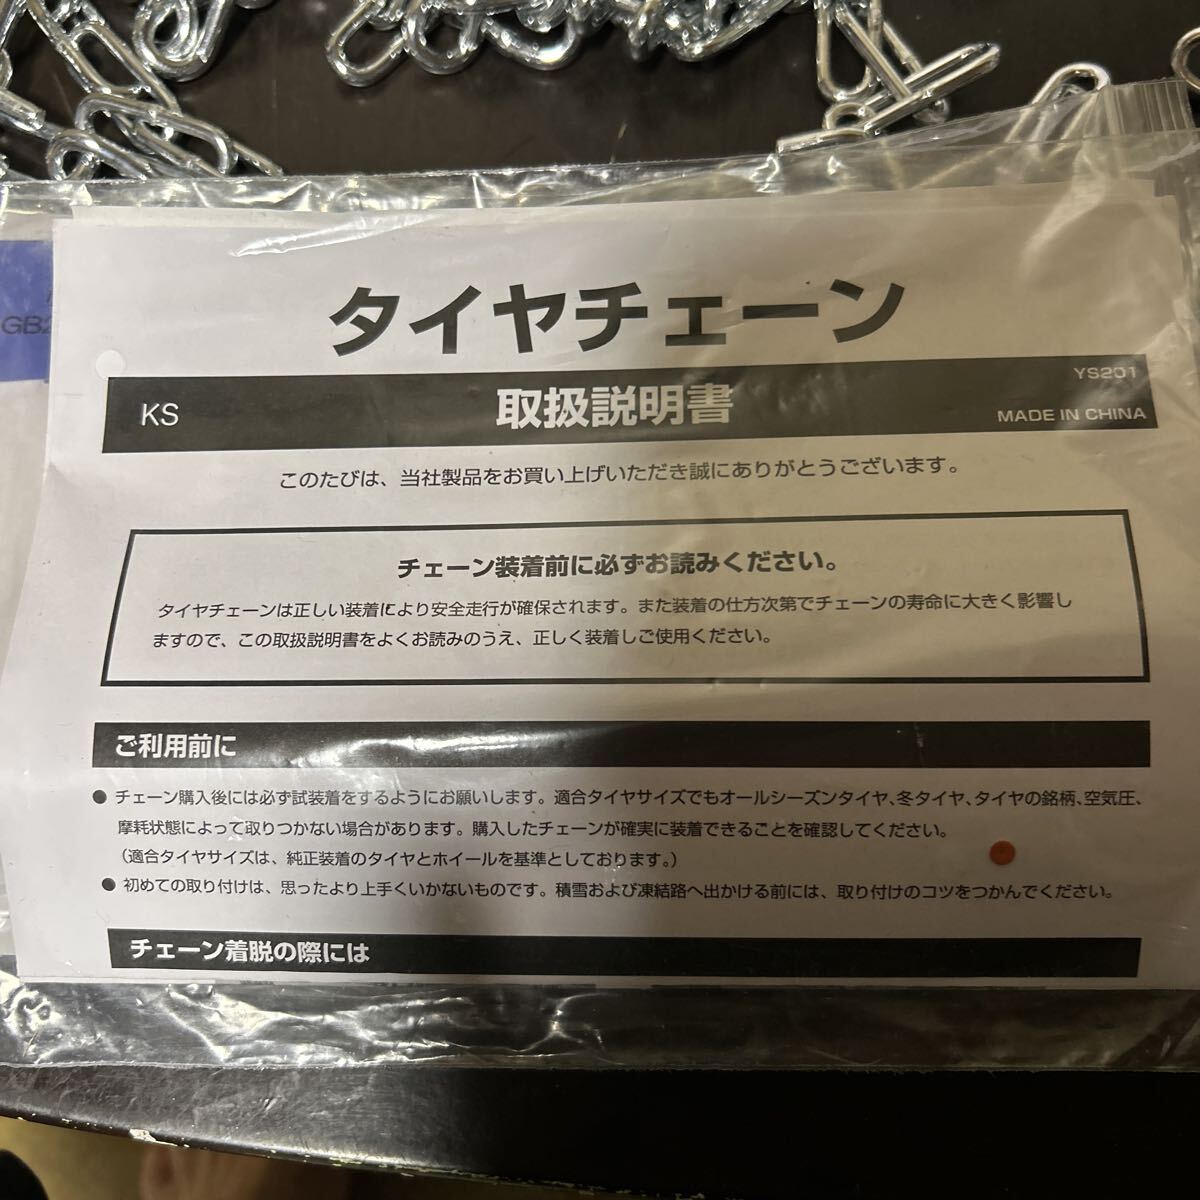 タイヤチェーン
KS 取扱説明書 YS201
MADE IN CHINA
このたびは、当社製品をお買い上げいただき誠にありがとうございます。
チェーン装着前に必ずお読みください。
タイヤチェーンは正しい装着により安全走行が確保されます。また装着の仕方次第でチェーンの寿命に大きく影響し
ますので、この取扱説明書をよくお読みのうえ、正しく装着しご使用ください。
ご利用前に
● チェーン購入後には必ず試装着をするようにお願いします。適合タイヤサイズでもオールシーズンタイヤ、冬タイヤ、タイヤの銘柄、空気圧、
摩耗状態によって取りつかない場合があります。購入したチェーンが確実に装着できることを確認してください。
（適合タイヤサイズは、純正装着のタイヤとホイールを基準としております。）
● 初めての取り付けは、思ったより上手くいかないものです。積雪および凍結路へ出かける前には、取り付けのコツをつかんでください。
チェーン着脱の際には